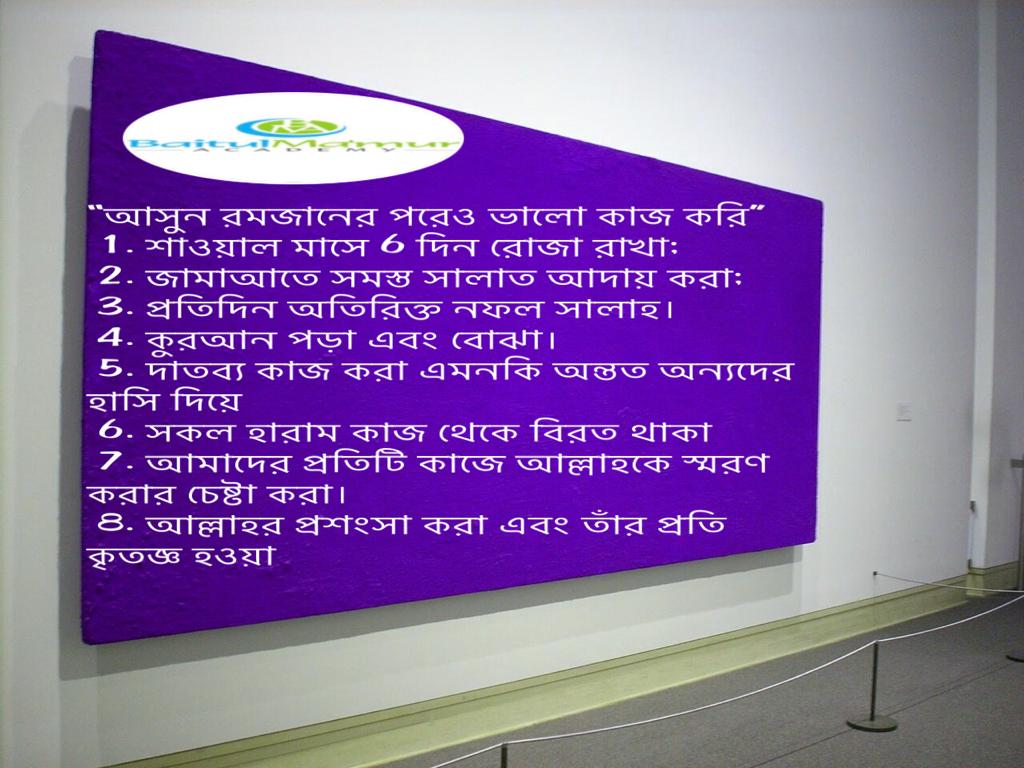 BaitulMamur
ACADEMY
“আসুন রমজানের পরেও ভালো কাজ করি”
1. শাওয়াল মাসে 6 দিন রোজা রাখা;
2. জামাআতে সমস্ত সালাত আদায় করা;
3. প্রতিদিন অতিরিক্ত নফল সালাহ।
4. কুরআন পড়া এবং বোঝা।
5. দাতব্য কাজ করা এমনকি অন্তত অন্যদের
হাসি দিয়ে
6. সকল হারাম কাজ থেকে বিরত থাকা
7. আমাদের প্রতিটি কাজে আল্লাহকে স্মরণ
করার চেষ্টা করা।
8. আল্লাহর প্রশংসা করা এবং তাঁর প্রতি
কৃতজ্ঞ হওয়া